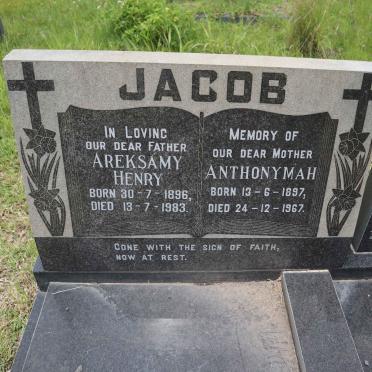 JACOB
IN LOVING
OUR DEAR FATHER
AREKSAMY
HENRY
BORN 30-7-1896,
DIED 13-7-1983.
MEMORY OF
OUR DEAR MOTHER
ANTHONYMAH
BORN 13-6-1897,
DIED 24-12-1967.
GONE WITH THE SIGN OF FAITH,
NOW AT REST.